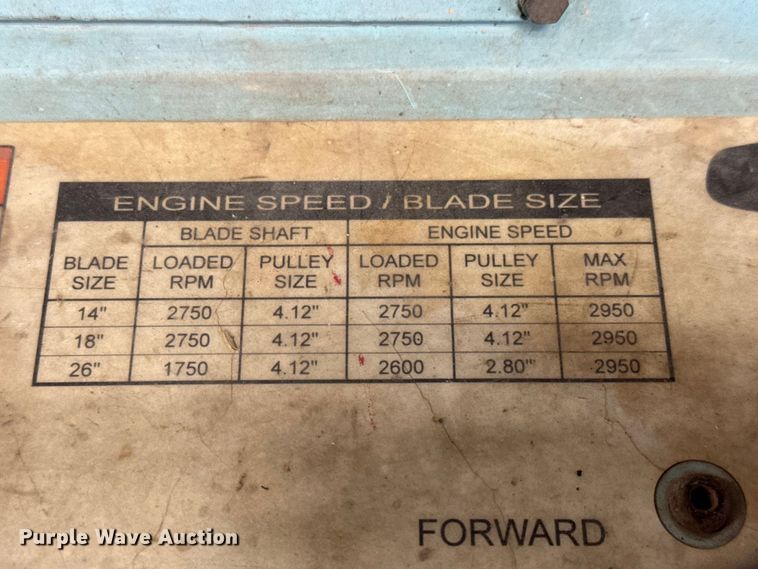 ENGINE SPEED / BLADE SIZE
BLADE SHAFT ENGINE SPEED
BLADE SIZE LOADED RPM PULLEY SIZE LOADED RPM PULLEY SIZE MAX RPM
14" 2750 4.12" 2750 4.12" 2950
18" 2750 4.12" 2750 4.12" 2950
26" 1750 4.12" 2600 2.80" 2950
FORWARD
Purple Wave Auction